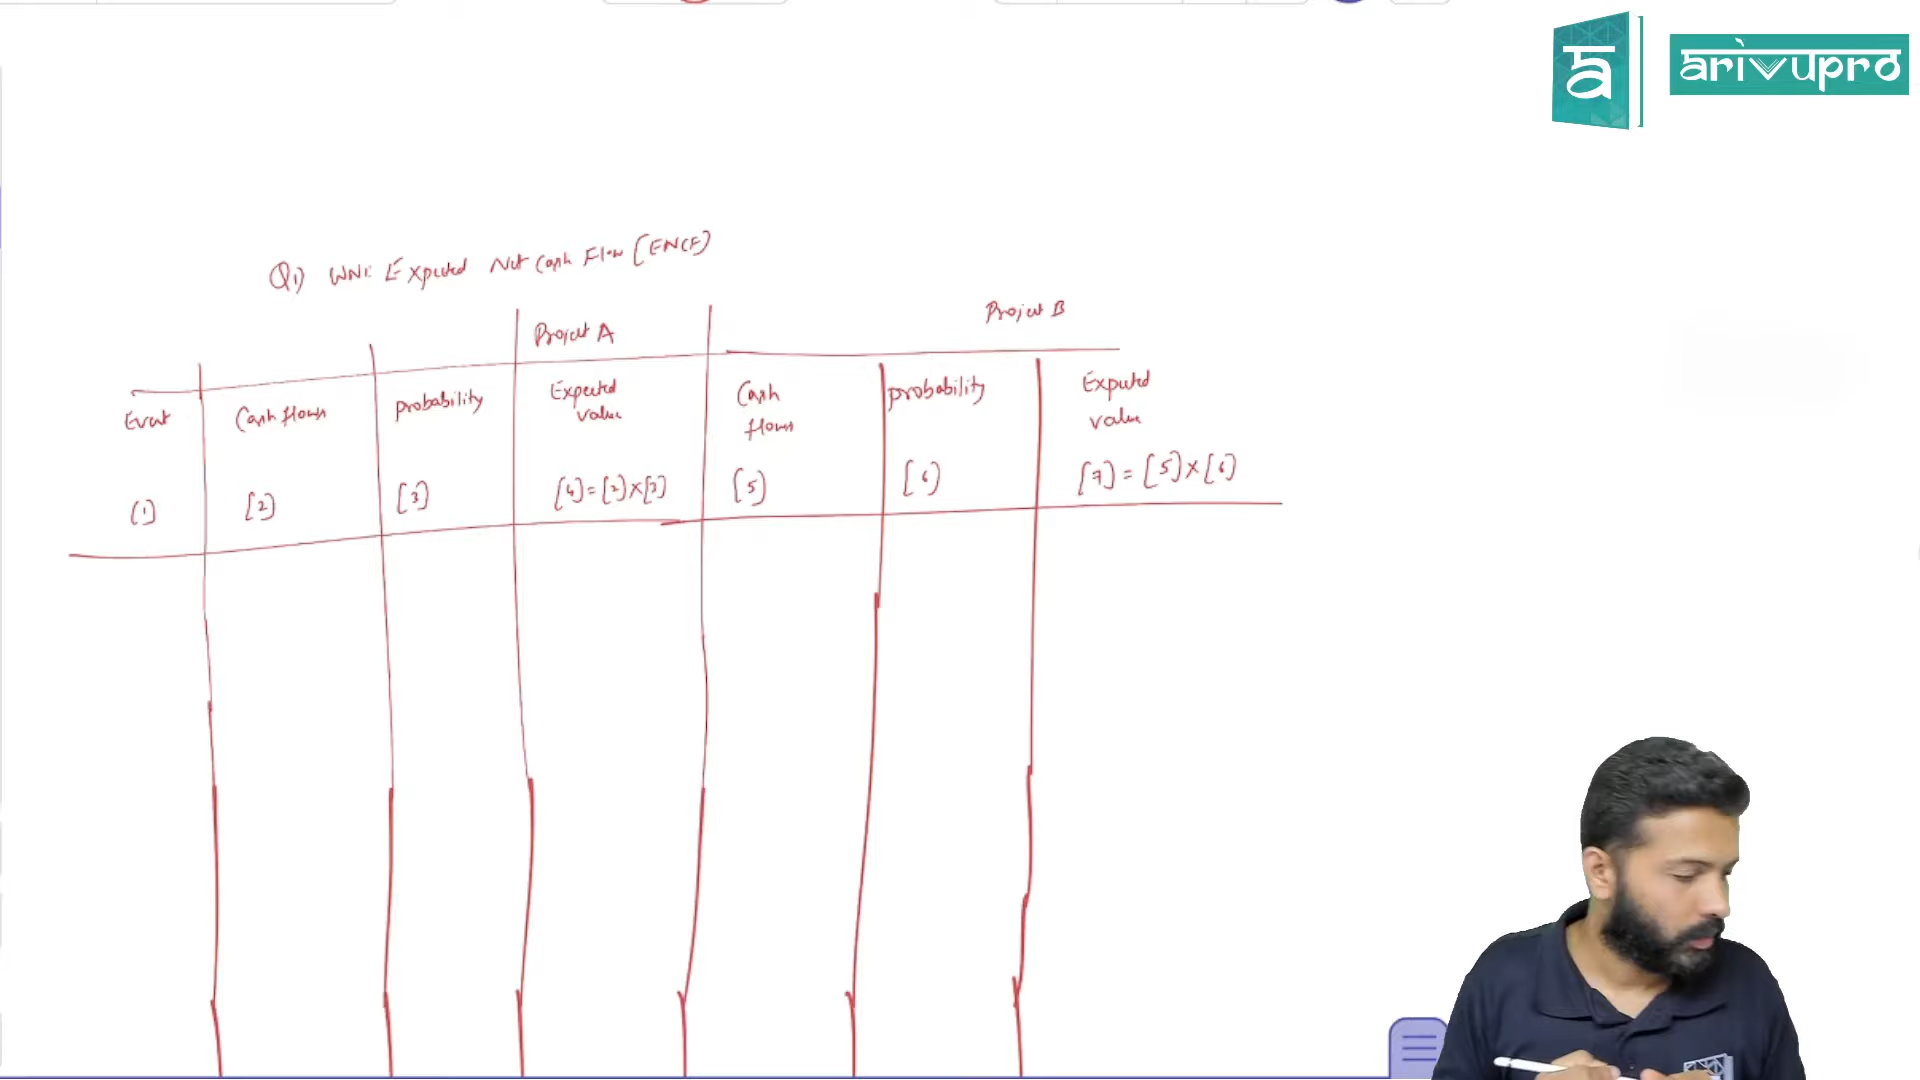 ā arivupro
Q1) WN1: Expected Net Cash Flow [ENCF]
Project A Project B
Event Cash flows probability Expected value Cash flows probability Expected value
(1) [2] [3] [4]=[2]×[3] [5] [6] [7]=[5]×[6]